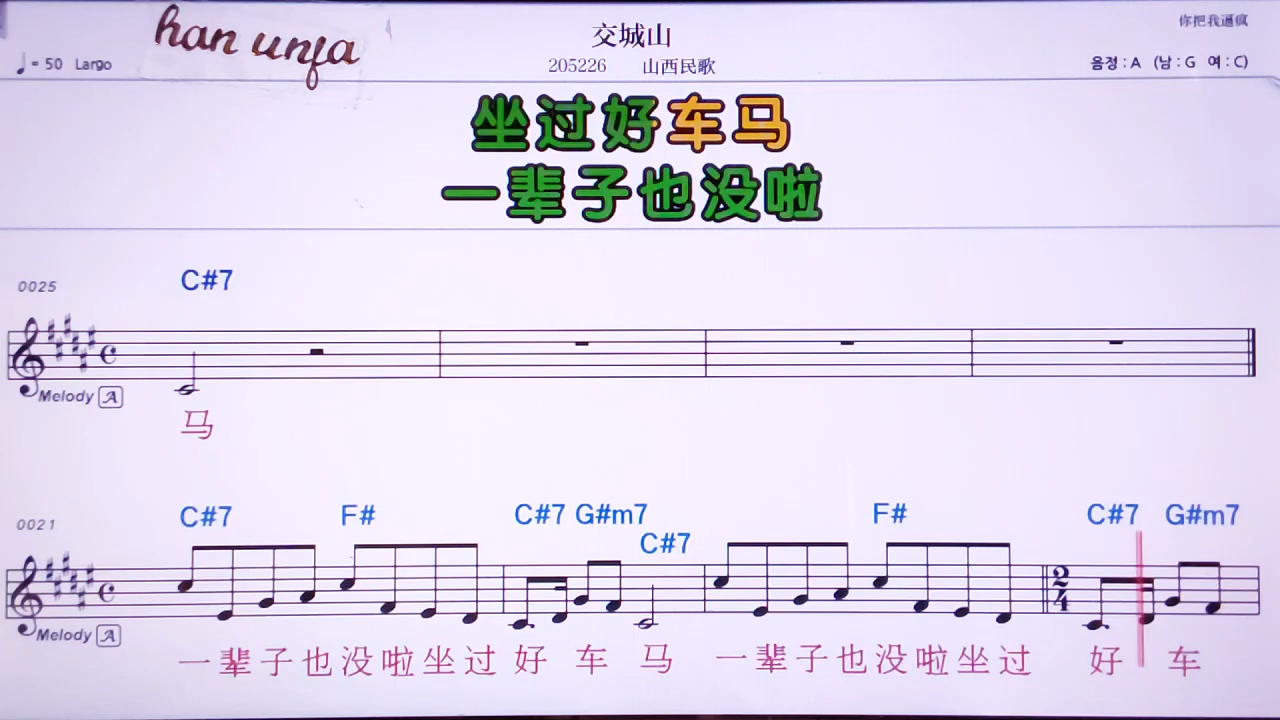 han unja
交城山
你把我逼疯
♩= 50 Largo
205226 山西民歌
음정 : A (남 : G 여 : C)
坐过好车马
一辈子也没啦
0025
C#7
Melody A
马
0021
C#7 F# C#7 G#m7 C#7 F# C#7 G#m7
2/4
Melody A
一辈子也没啦坐过 好 车 马 一辈子也没啦坐过 好 车